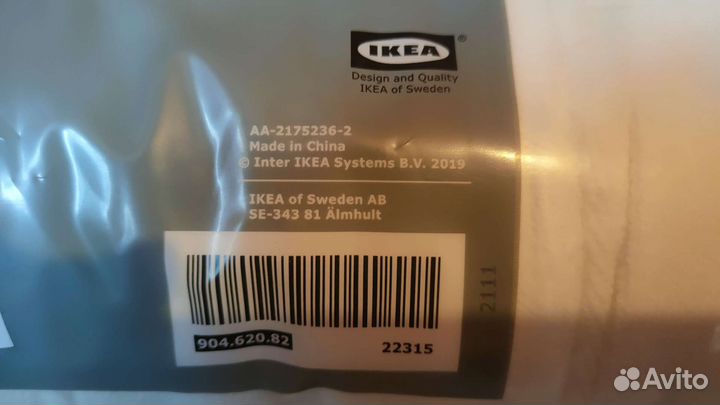 IKEA®
Design and Quality
IKEA of Sweden
AA-2175236-2
Made in China
© Inter IKEA Systems B.V. 2019
IKEA of Sweden AB
SE-343 81 Älmhult
904.620.82
22315
2111
Avito